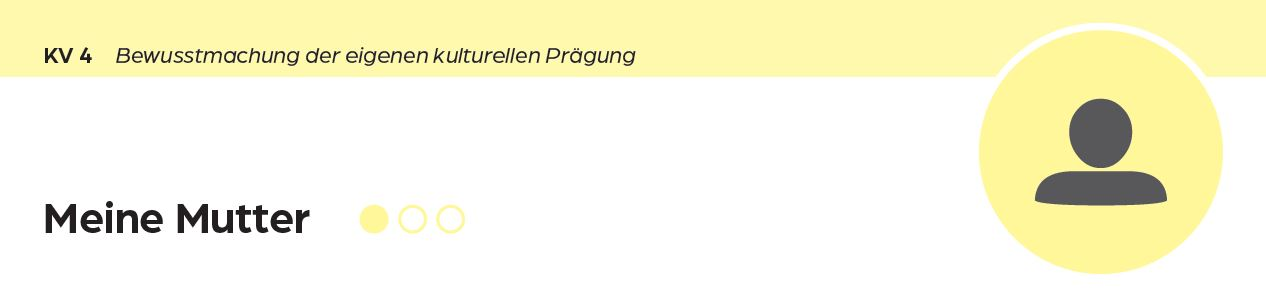 KV 4 Bewusstmachung der eigenen kulturellen Prägung
Meine Mutter